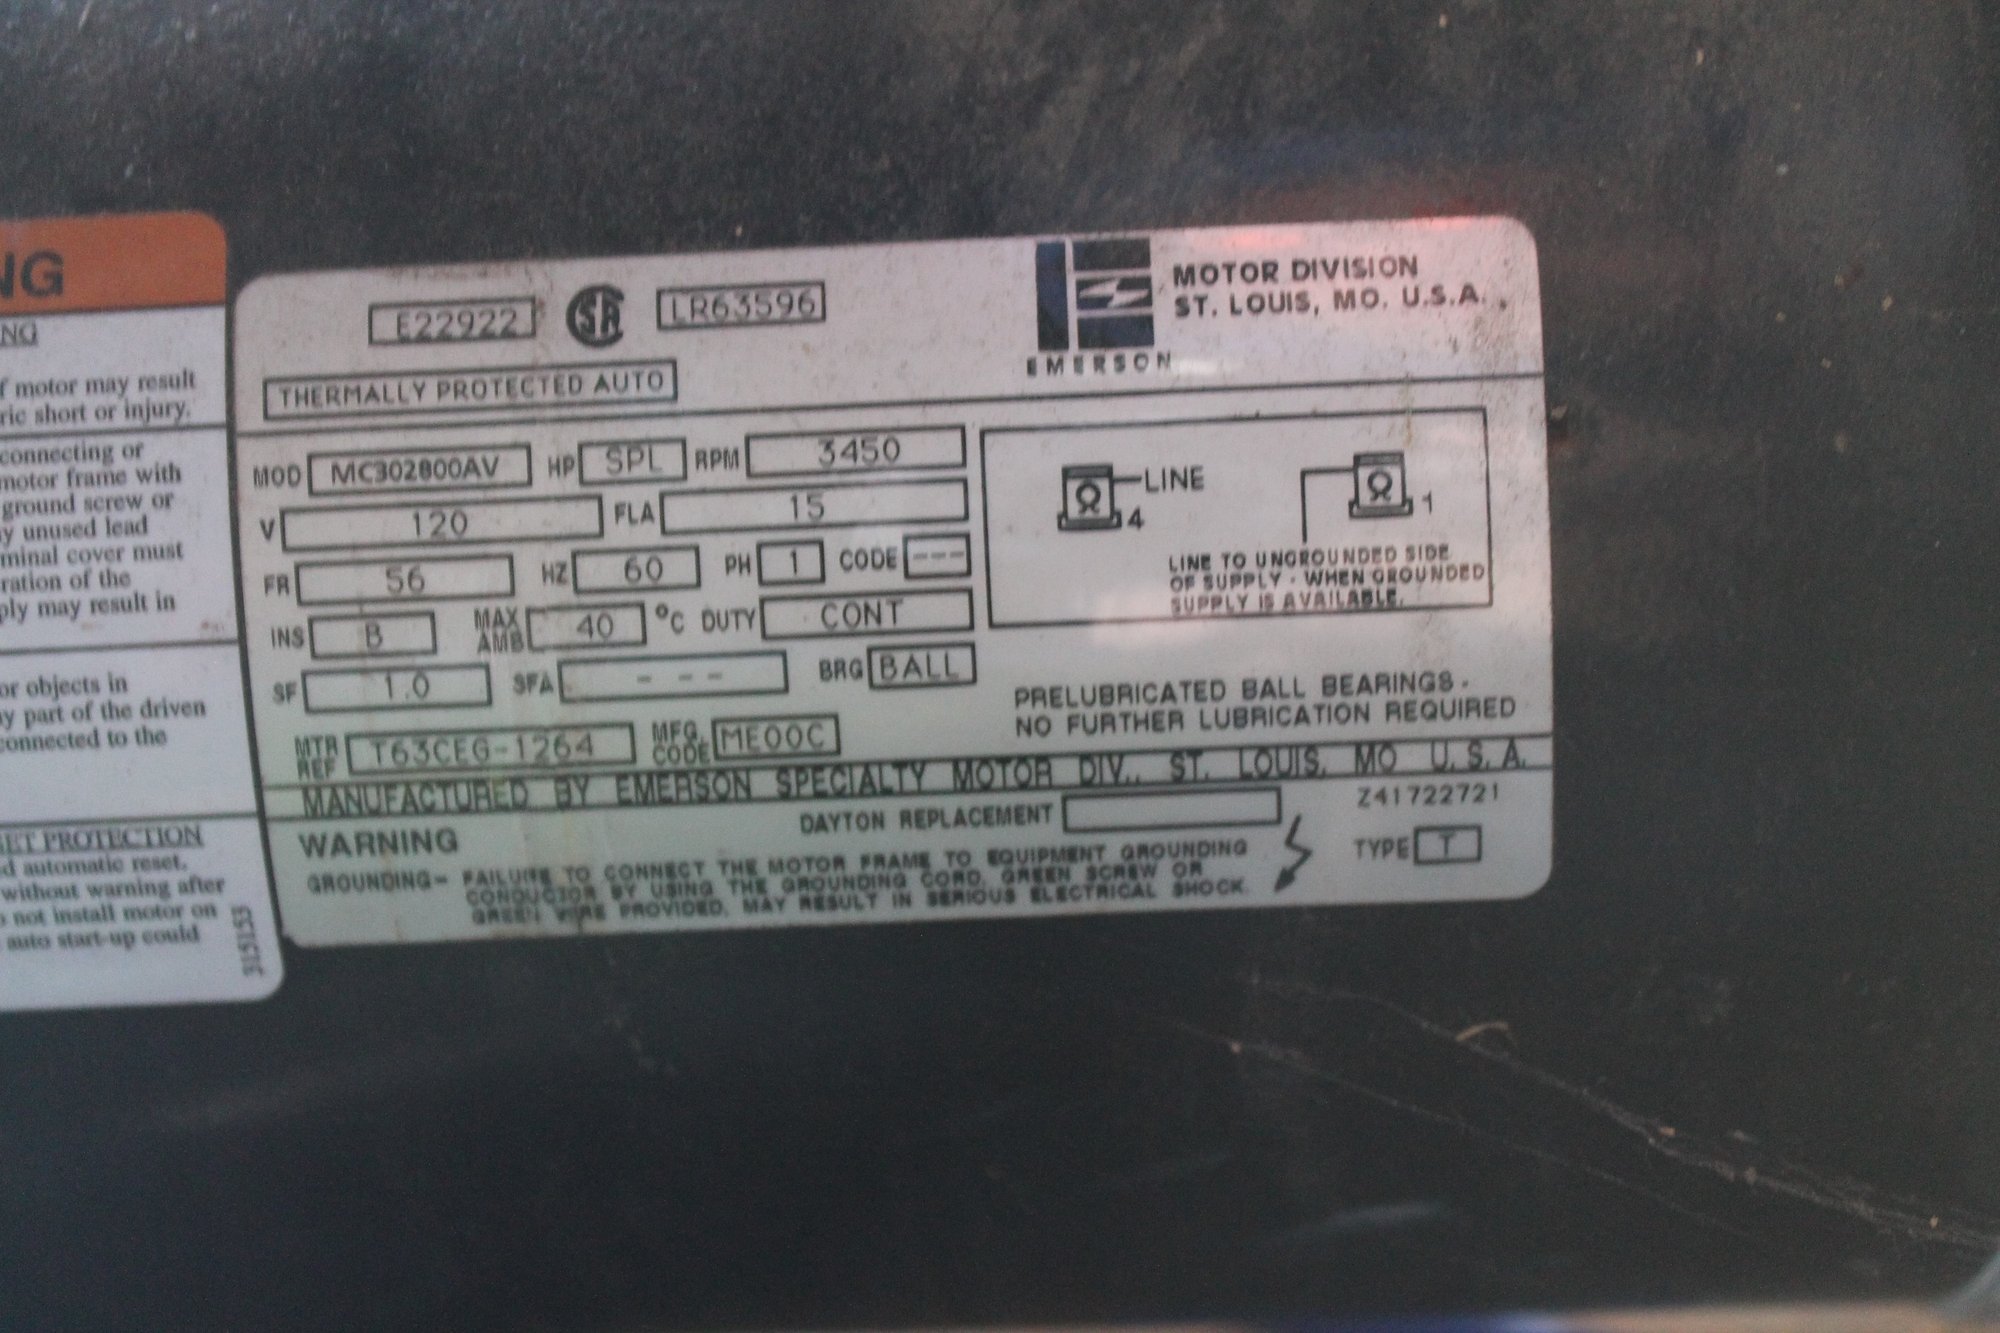 NG
NG
f motor may result
ric short or injury.
connecting or
motor frame with
ground screw or
y unused lead
minal cover must
ration of the
ply may result in
or objects in
y part of the driven
connected to the
ET PROTECTION
d automatic reset.
without warning after
o not install motor on
auto start-up could
E22922
LR63596
THERMALLY PROTECTED AUTO
EMERSON
MOTOR DIVISION
ST. LOUIS, MO. U.S.A.
MOD MC302800AV HP SPL RPM 3450
V 120 FLA 15
FR 56 HZ 60 PH 1 CODE ---
INS B MAX AMB 40 °C DUTY CONT
SF 1.0 SFA --- BRG BALL
MTR REF T63CEG-1264 MFG. CODE ME00C
LINE
4
1
LINE TO UNGROUNDED SIDE
OF SUPPLY - WHEN GROUNDED
SUPPLY IS AVAILABLE.
PRELUBRICATED BALL BEARINGS -
NO FURTHER LUBRICATION REQUIRED
MANUFACTURED BY EMERSON SPECIALTY MOTOR DIV., ST. LOUIS, MO U.S.A.
DAYTON REPLACEMENT
Z41722721
TYPE T
WARNING
GROUNDING- FAILURE TO CONNECT THE MOTOR FRAME TO EQUIPMENT GROUNDING
CONDUCTOR BY USING THE GROUNDING CORD, GREEN SCREW OR
GREEN WIRE PROVIDED, MAY RESULT IN SERIOUS ELECTRICAL SHOCK.